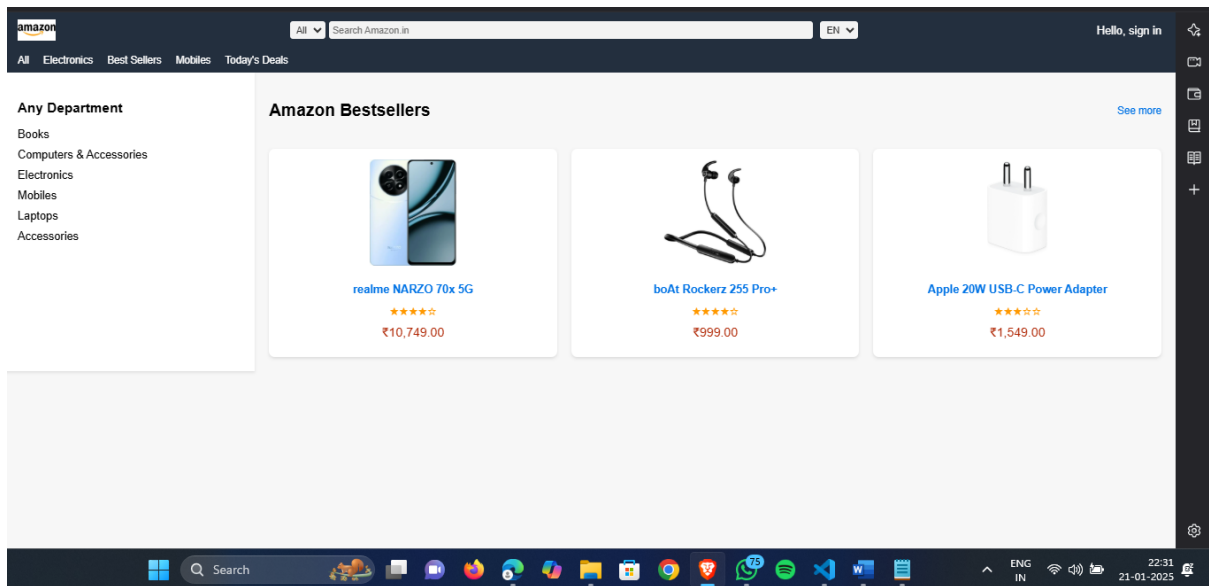 amazon
All Search Amazon.in EN Hello, sign in
All Electronics Best Sellers Mobiles Today's Deals
Any Department
Books
Computers & Accessories
Electronics
Mobiles
Laptops
Accessories
Amazon Bestsellers See more
realme NARZO 70x 5G
₹10,749.00
boAt Rockerz 255 Pro+
₹999.00
Apple 20W USB-C Power Adapter
₹1,549.00
Search
75
ENG
IN
22:31
21-01-2025